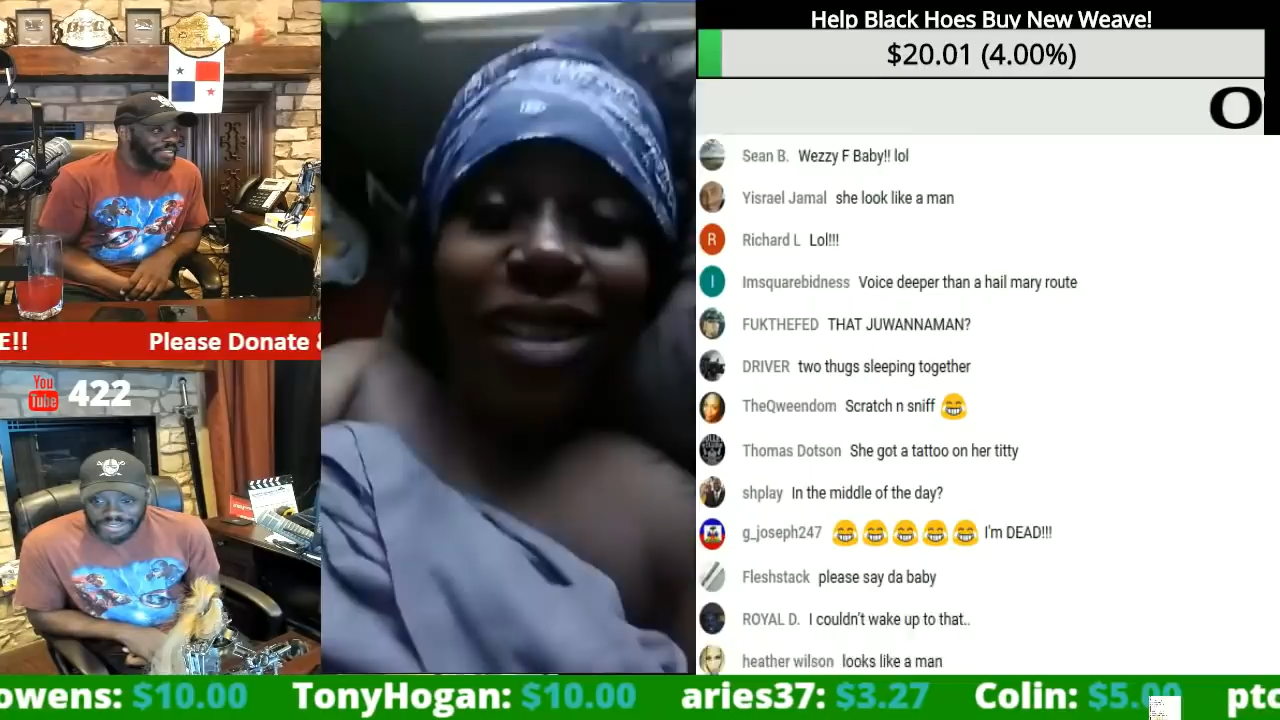 Help Black Hoes Buy New Weave!
$20.01 (4.00%)
O
Sean B. Wezzy F Baby!! lol
Yisrael Jamal she look like a man
R Richard L Lol!!!
I Imsquarebidness Voice deeper than a hail mary route
FUKTHEFED THAT JUWANNAMAN?
DRIVER two thugs sleeping together
TheQweendom Scratch n sniff 😂
Thomas Dotson She got a tattoo on her titty
shplay In the middle of the day?
g_joseph247 😂😂😂😂😂 I'm DEAD!!!
Fleshstack please say da baby
ROYAL D. I couldn't wake up to that..
heather wilson looks like a man
E!! Please Donate &
You Tube 422
owens: $10.00 TonyHogan: $10.00 aries37: $3.27 Colin: $5.00 ptc